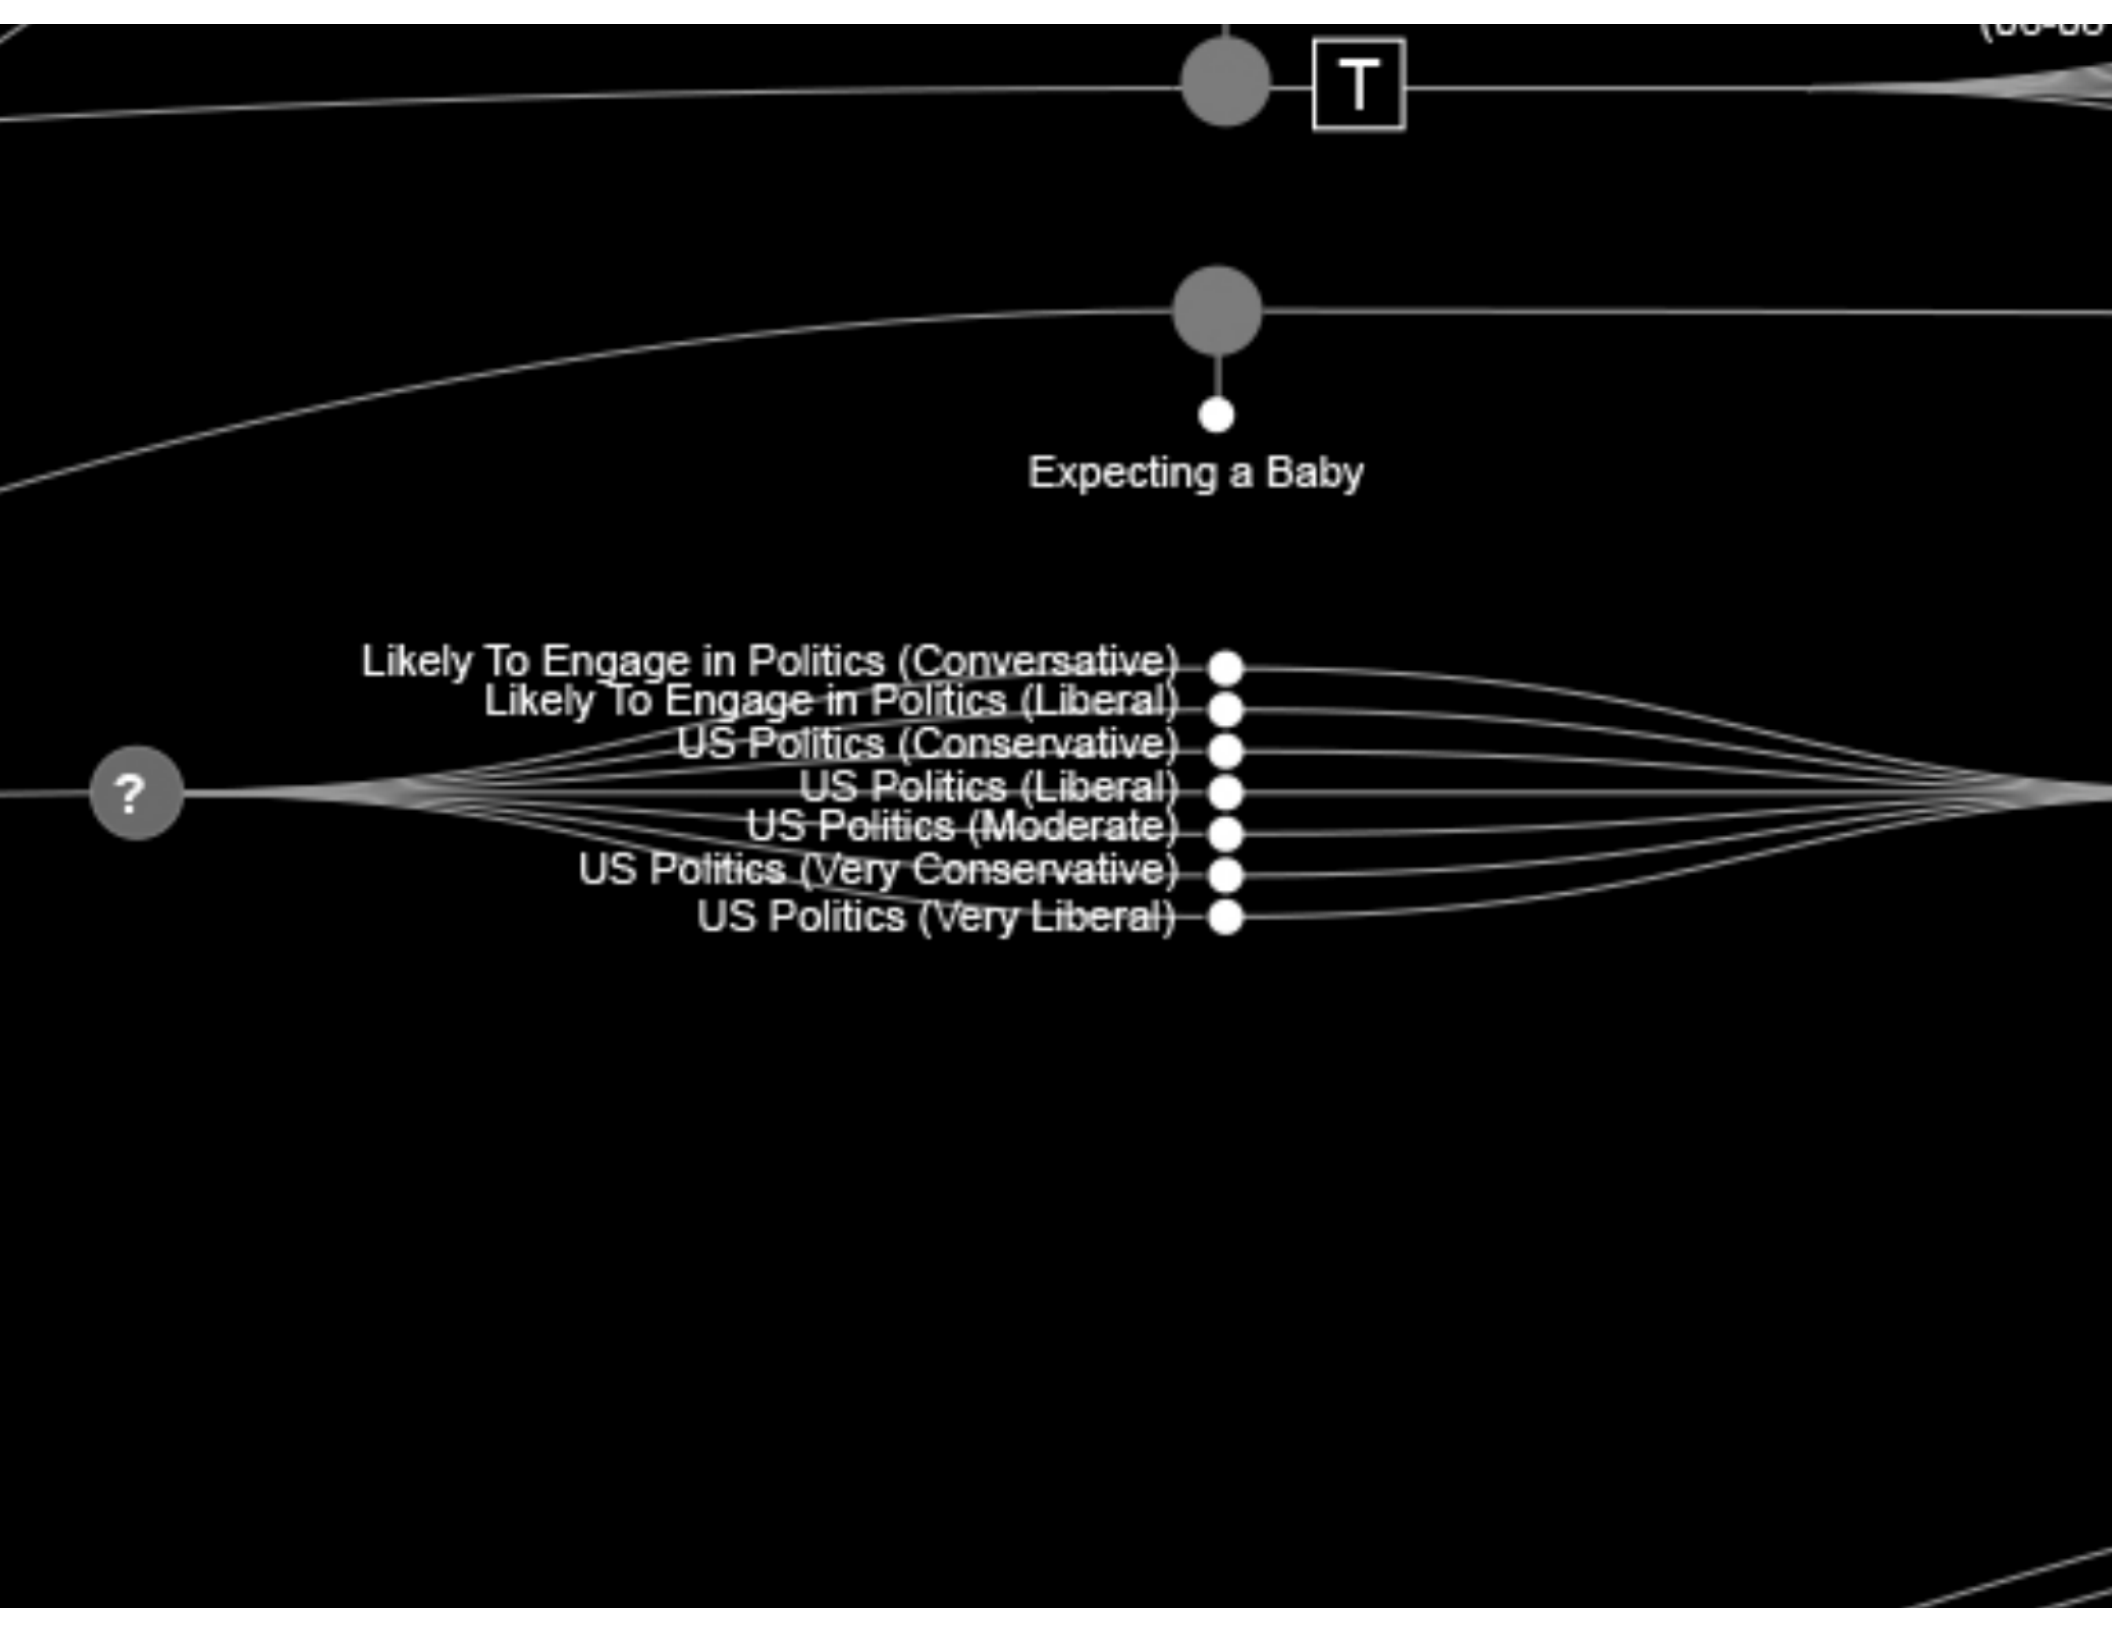 T
Expecting a Baby
Likely To Engage in Politics (Conversative)
Likely To Engage in Politics (Liberal)
US Politics (Conservative)
US Politics (Liberal)
?
US Politics (Moderate)
US Politics (Very Conservative)
US Politics (Very Liberal)